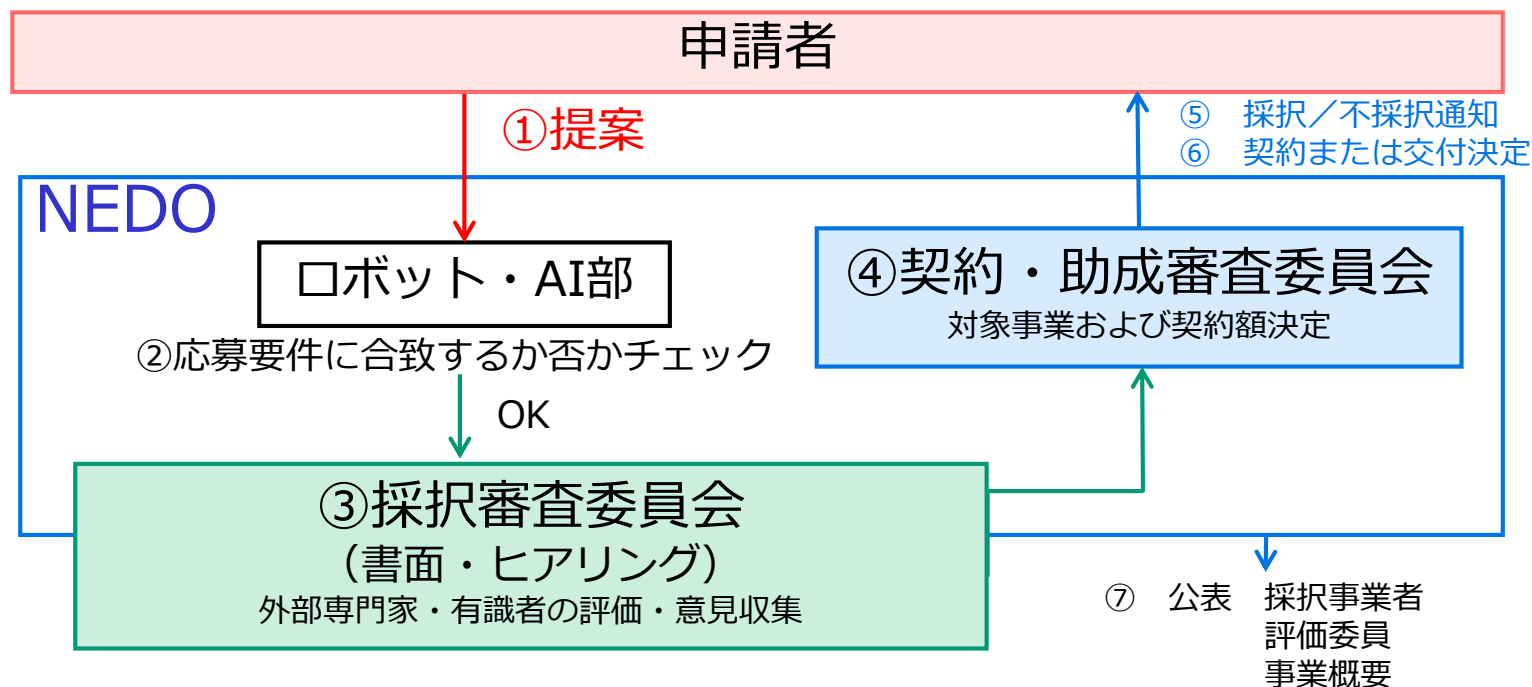 申請者
①提案
⑤　採択／不採択通知
⑥　契約または交付決定
NEDO
ロボット・AI部
②応募要件に合致するか否かチェック
OK
③採択審査委員会
（書面・ヒアリング）
外部専門家・有識者の評価・意見収集
④契約・助成審査委員会
対象事業および契約額決定
⑦　公表　採択事業者
評価委員
事業概要